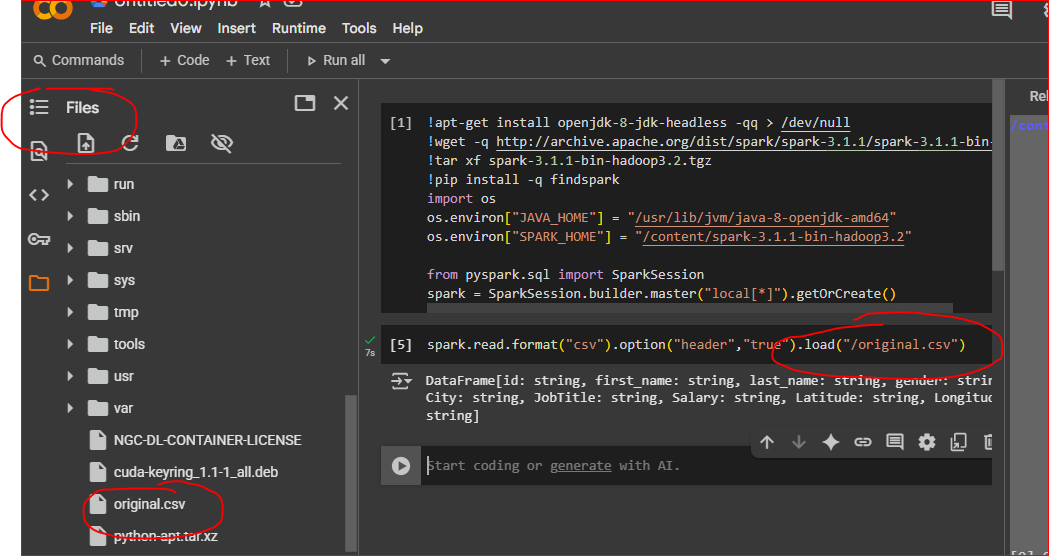 Untitled0.ipynb
File Edit View Insert Runtime Tools Help
Commands + Code + Text Run all
Files
run
sbin
srv
sys
tmp
tools
usr
var
NGC-DL-CONTAINER-LICENSE
cuda-keyring_1.1-1_all.deb
original.csv
python-apt.tar.xz
[1] !apt-get install openjdk-8-jdk-headless -qq > /dev/null
!wget -q http://archive.apache.org/dist/spark/spark-3.1.1/spark-3.1.1-bin-
!tar xf spark-3.1.1-bin-hadoop3.2.tgz
!pip install -q findspark
import os
os.environ["JAVA_HOME"] = "/usr/lib/jvm/java-8-openjdk-amd64"
os.environ["SPARK_HOME"] = "/content/spark-3.1.1-bin-hadoop3.2"
from pyspark.sql import SparkSession
spark = SparkSession.builder.master("local[*]").getOrCreate()
[5] spark.read.format("csv").option("header","true").load("/original.csv")
7s
DataFrame[id: string, first_name: string, last_name: string, gender: strin
City: string, JobTitle: string, Salary: string, Latitude: string, Longitud
string]
Start coding or generate with AI.
Rel
/cont